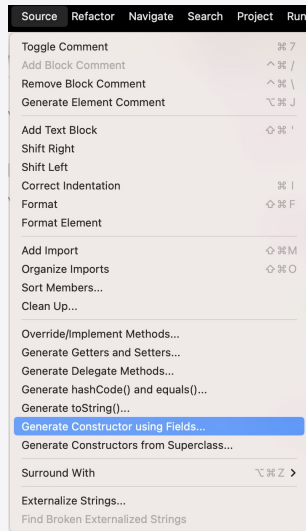 Source Refactor Navigate Search Project Run
Toggle Comment ⌘ 7
Add Block Comment ^ ⌘ /
Remove Block Comment ^ ⌘ \
Generate Element Comment ⌥ ⌘ J
Add Text Block ⇧ ⌘ '
Shift Right
Shift Left
Correct Indentation ⌘ I
Format ⇧ ⌘ F
Format Element
Add Import ⇧ ⌘ M
Organize Imports ⇧ ⌘ O
Sort Members...
Clean Up...
Override/Implement Methods...
Generate Getters and Setters...
Generate Delegate Methods...
Generate hashCode() and equals()...
Generate toString()...
Generate Constructor using Fields...
Generate Constructors from Superclass...
Surround With ⌥ ⌘ Z >
Externalize Strings...
Find Broken Externalized Strings